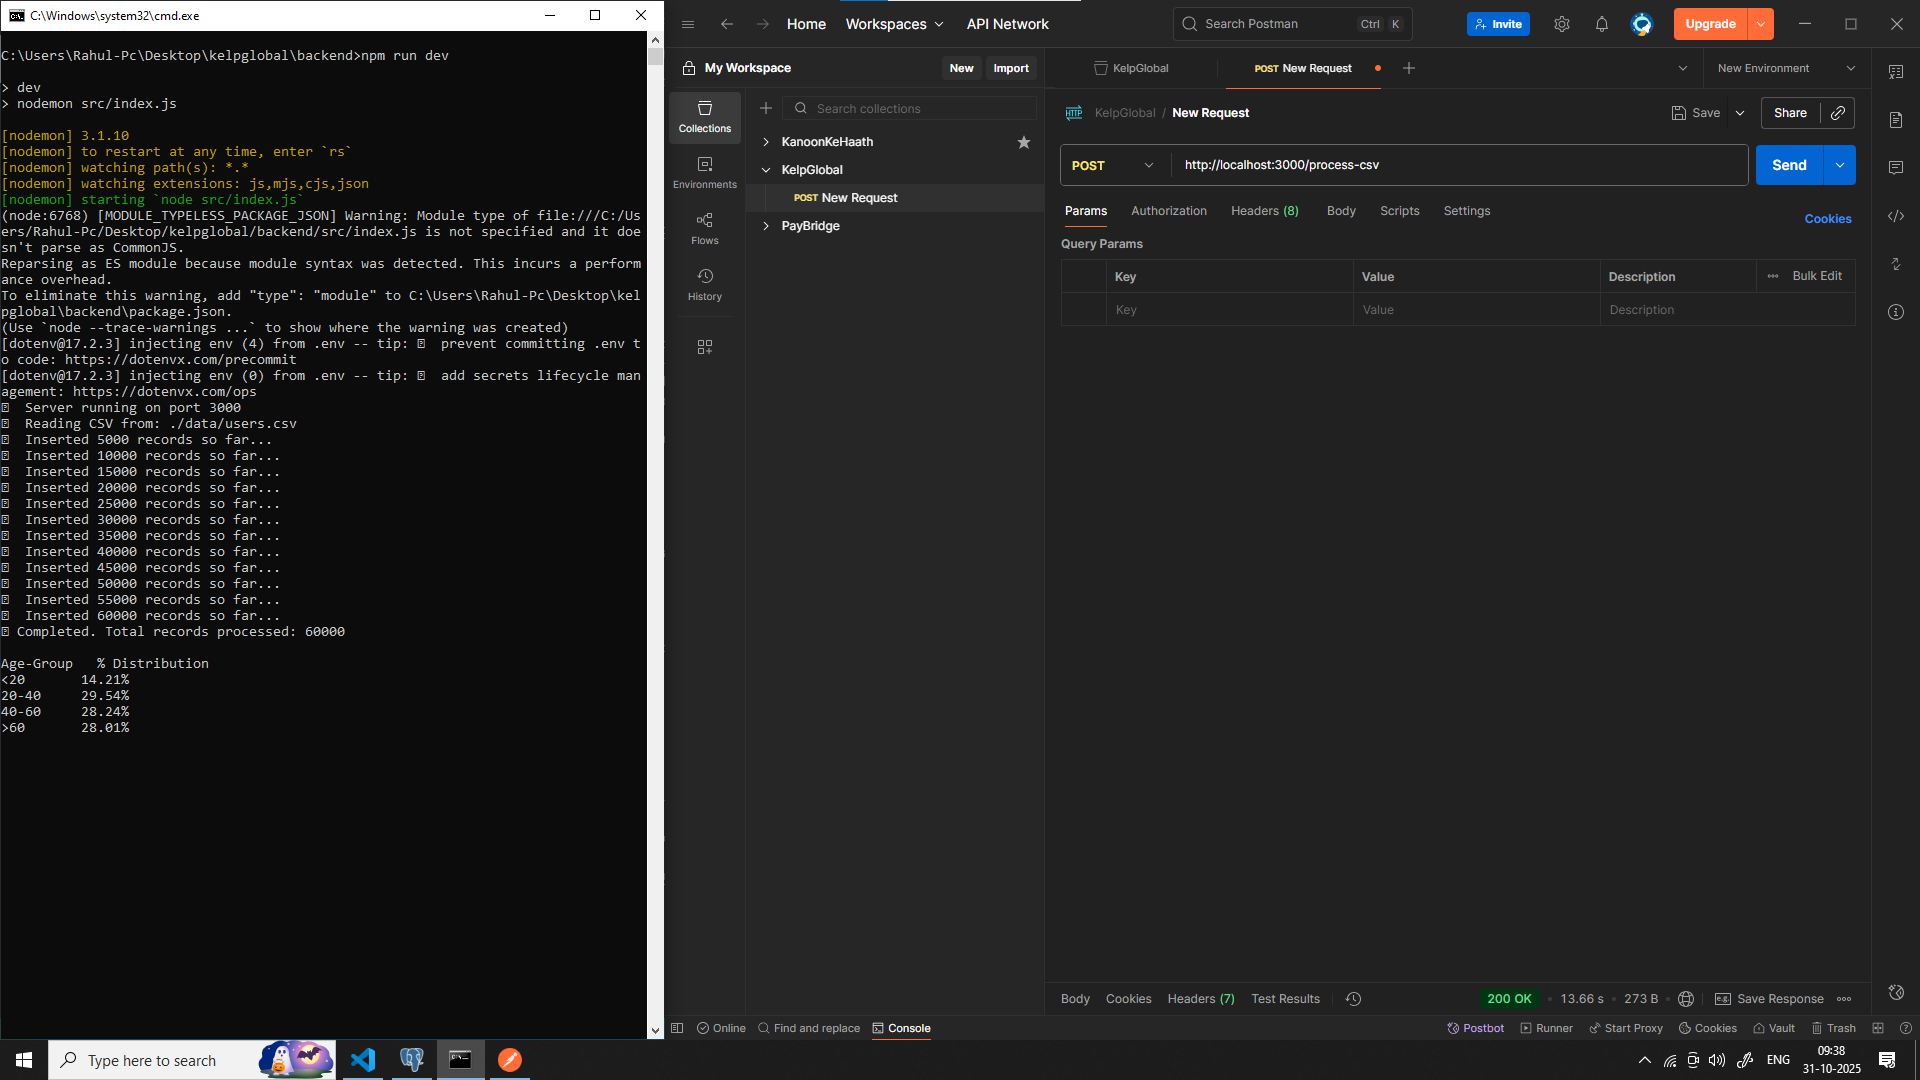 C:\Windows\system32\cmd.exe
C:\Users\Rahul-Pc\Desktop\kelpglobal\backend>npm run dev
> dev
> nodemon src/index.js
[nodemon] 3.1.10
[nodemon] to restart at any time, enter `rs`
[nodemon] watching path(s): *.*
[nodemon] watching extensions: js,mjs,cjs,json
[nodemon] starting `node src/index.js`
(node:6768) [MODULE_TYPELESS_PACKAGE_JSON] Warning: Module type of file:///C:/Us
ers/Rahul-Pc/Desktop/kelpglobal/backend/src/index.js is not specified and it doe
sn't parse as CommonJS.
Reparsing as ES module because module syntax was detected. This incurs a perform
ance overhead.
To eliminate this warning, add "type": "module" to C:\Users\Rahul-Pc\Desktop\kel
pglobal\backend\package.json.
(Use `node --trace-warnings ...` to show where the warning was created)
[dotenv@17.2.3] injecting env (4) from .env -- tip: prevent committing .env t
o code: https://dotenvx.com/precommit
[dotenv@17.2.3] injecting env (0) from .env -- tip: add secrets lifecycle man
agement: https://dotenvx.com/ops
Server running on port 3000
Reading CSV from: ./data/users.csv
Inserted 5000 records so far...
Inserted 10000 records so far...
Inserted 15000 records so far...
Inserted 20000 records so far...
Inserted 25000 records so far...
Inserted 30000 records so far...
Inserted 35000 records so far...
Inserted 40000 records so far...
Inserted 45000 records so far...
Inserted 50000 records so far...
Inserted 55000 records so far...
Inserted 60000 records so far...
Completed. Total records processed: 60000
Age-Group % Distribution
<20 14.21%
20-40 29.54%
40-60 28.24%
>60 28.01%
Home Workspaces API Network Search Postman Ctrl K Invite Upgrade
My Workspace New Import
KelpGlobal POST New Request New Environment
Collections
Environments
Flows
History
Search collections
KanoonKeHaath
KelpGlobal
POST New Request
PayBridge
HTTP KelpGlobal / New Request Save Share
POST http://localhost:3000/process-csv Send
Params Authorization Headers (8) Body Scripts Settings Cookies
Query Params
Key Value Description Bulk Edit
Key Value Description
Body Cookies Headers (7) Test Results 200 OK 13.66 s 273 B Save Response
Online Find and replace Console Postbot Runner Start Proxy Cookies Vault Trash
Type here to search
ENG 09:38
31-10-2025